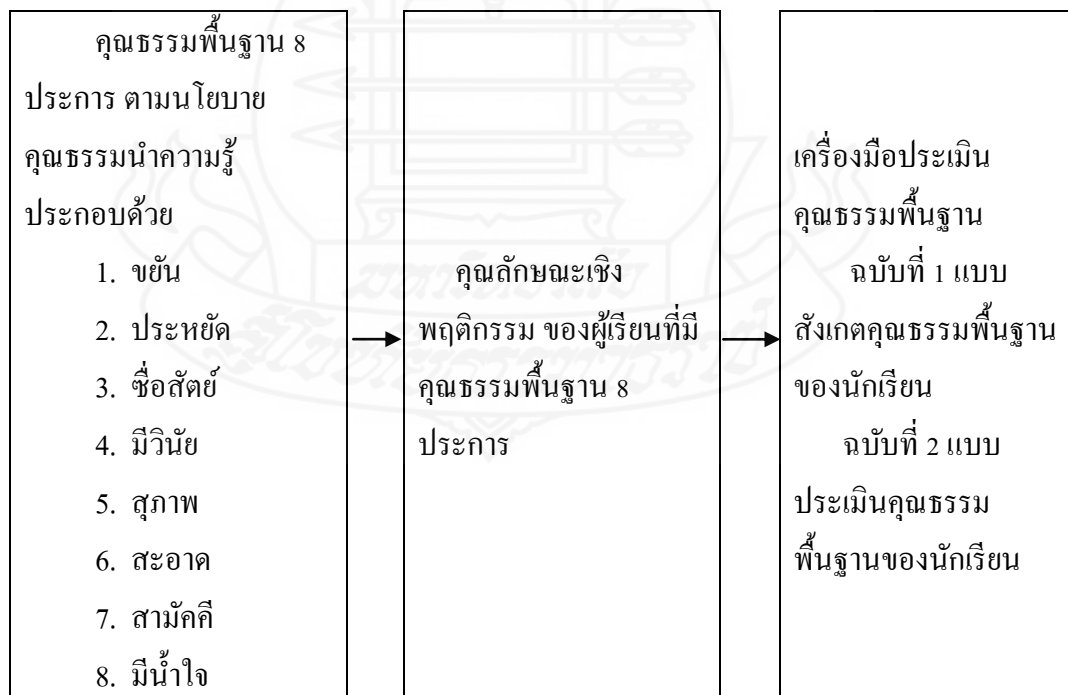 คุณธรรมพื้นฐาน 8
ประการ ตามนโยบาย
คุณธรรมนำความรู้
ประกอบด้วย
1. ขยัน
2. ประหยัด
3. ซื่อสัตย์
4. มีวินัย
5. สุภาพ
6. สะอาด
7. สามัคคี
8. มีน้ำใจ
คุณลักษณะเชิง
พฤติกรรม ของผู้เรียนที่มี
คุณธรรมพื้นฐาน 8
ประการ
เครื่องมือประเมิน
คุณธรรมพื้นฐาน
ฉบับที่ 1 แบบ
สังเกตคุณธรรมพื้นฐาน
ของนักเรียน
ฉบับที่ 2 แบบ
ประเมินคุณธรรม
พื้นฐานของนักเรียน